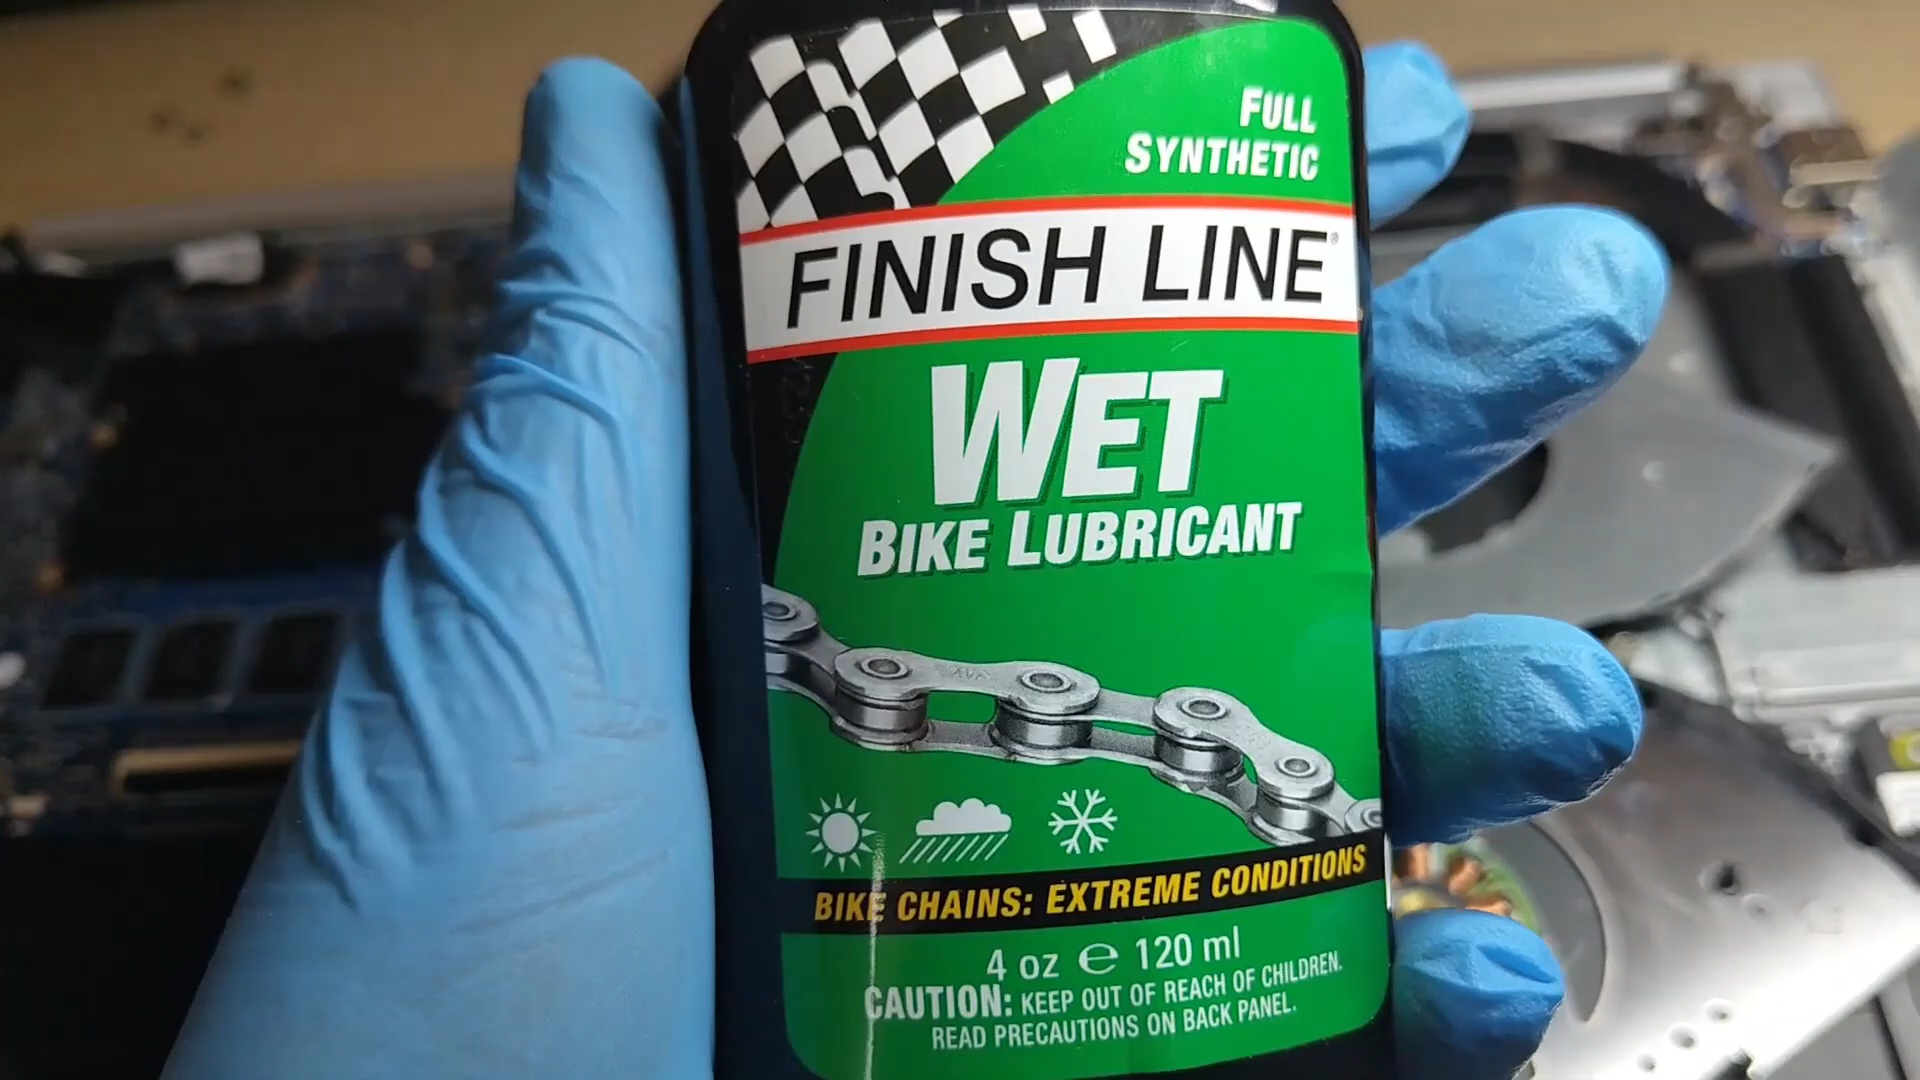 FULL
SYNTHETIC
FINISH LINE®
WET
BIKE LUBRICANT
BIKE CHAINS: EXTREME CONDITIONS
4 oz ℮ 120 ml
CAUTION: KEEP OUT OF REACH OF CHILDREN.
READ PRECAUTIONS ON BACK PANEL.